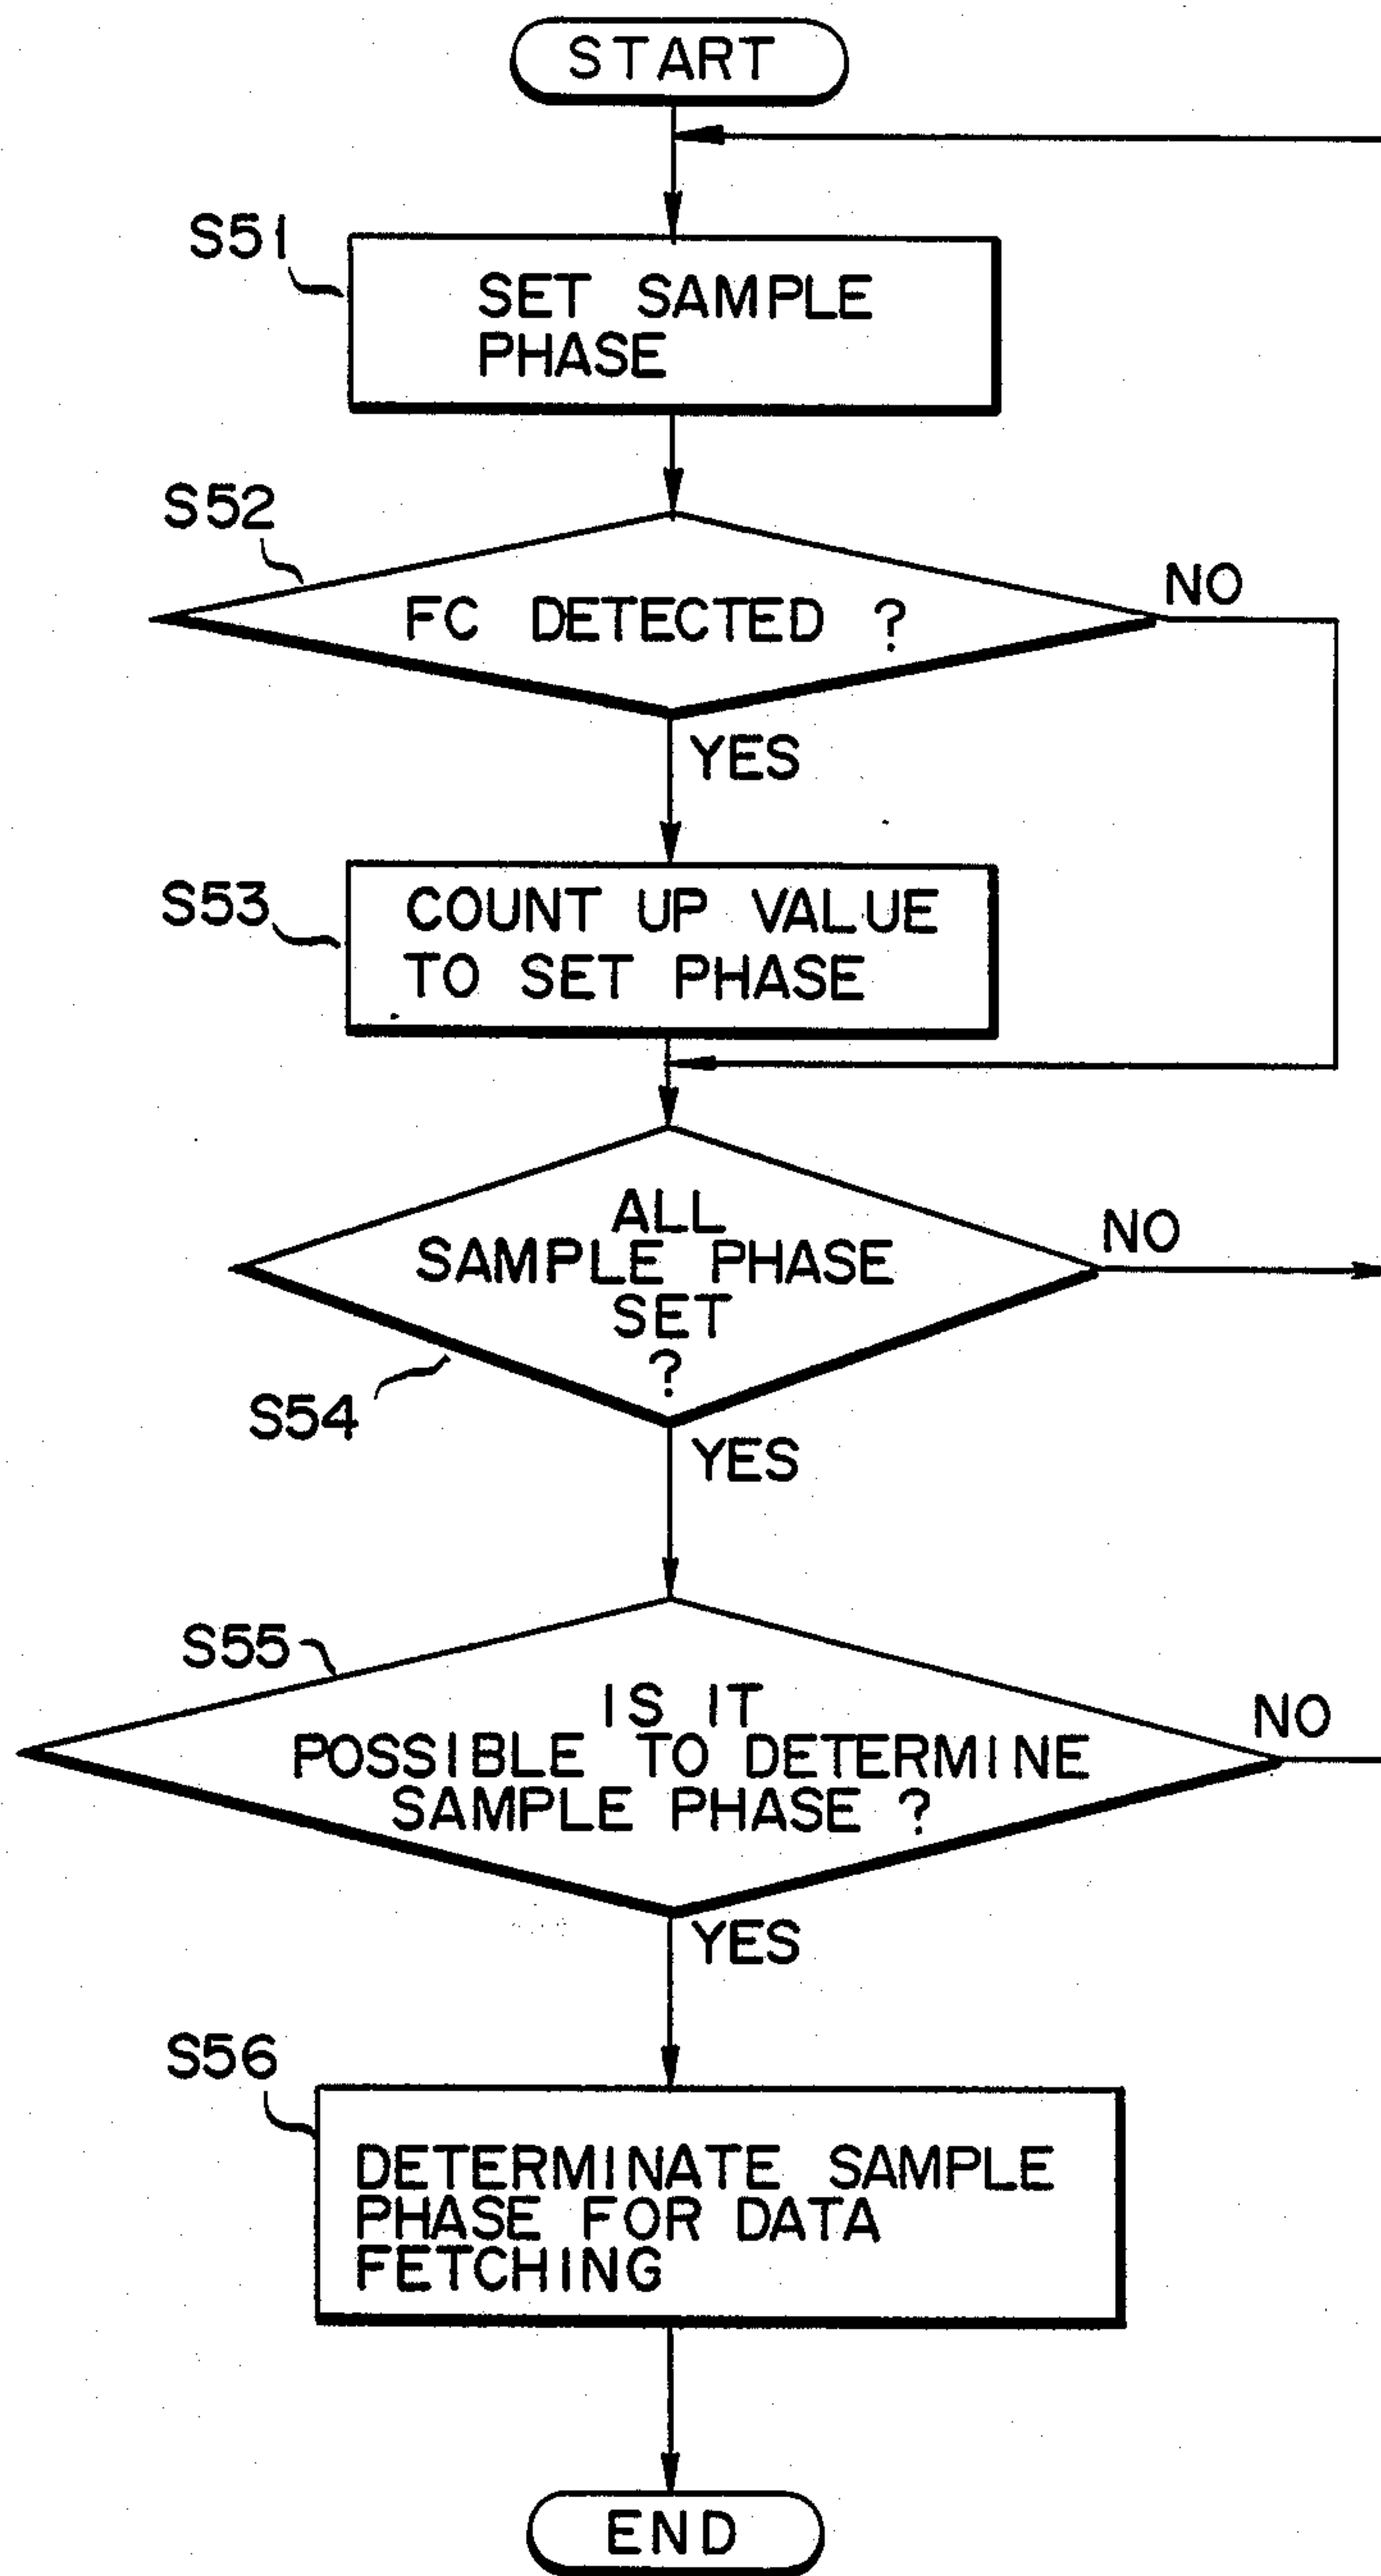 START
S51
SET SAMPLE
PHASE
S52
FC DETECTED ?
NO
YES
S53
COUNT UP VALUE
TO SET PHASE
ALL
SAMPLE PHASE
SET
?
NO
S54
YES
S55
IS IT
POSSIBLE TO DETERMINE
SAMPLE PHASE ?
NO
YES
S56
DETERMINATE SAMPLE
PHASE FOR DATA
FETCHING
END